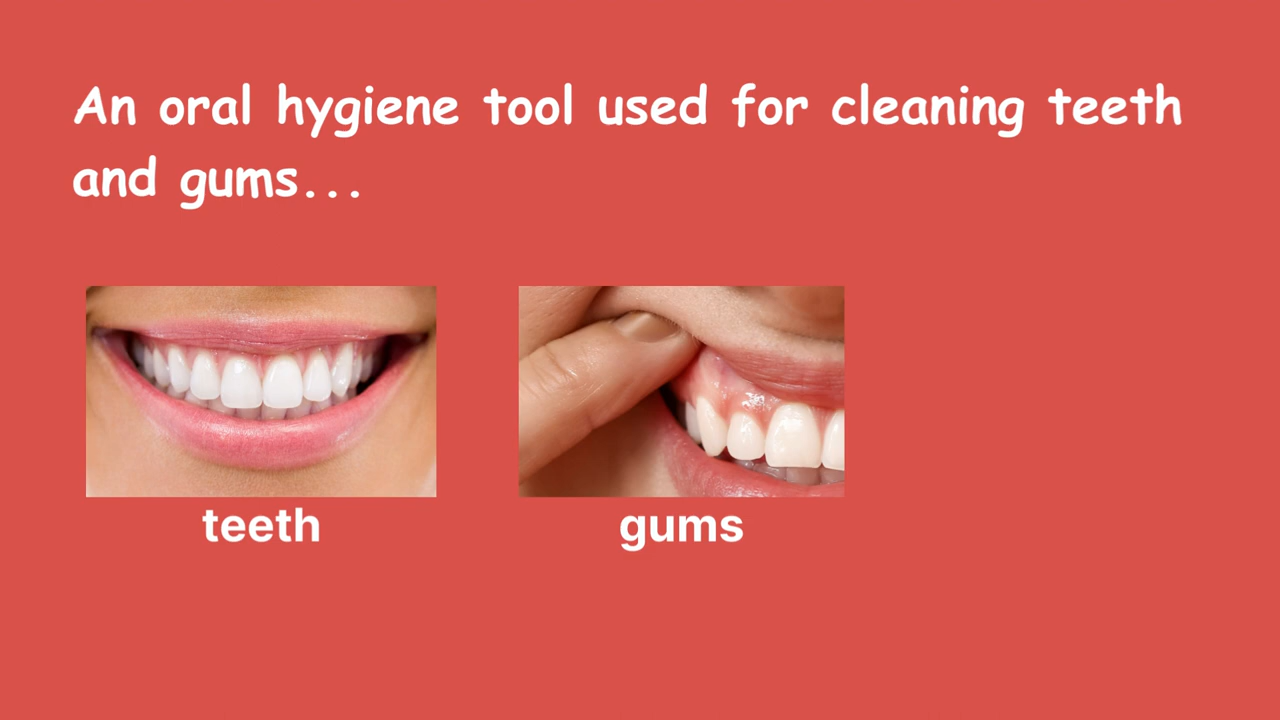 An oral hygiene tool used for cleaning teeth
and gums...
teeth
gums